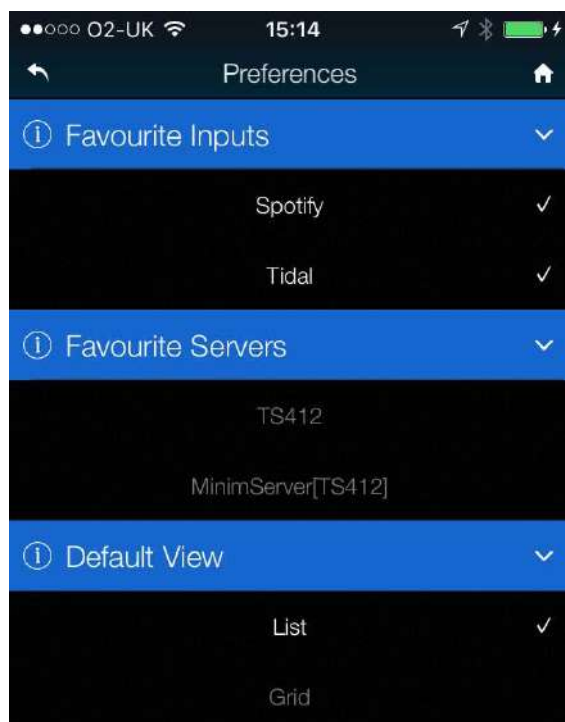 O2-UK 15:14
Preferences
Favourite Inputs
Spotify
Tidal
Favourite Servers
TS412
MinimServer[TS412]
Default View
List
Grid